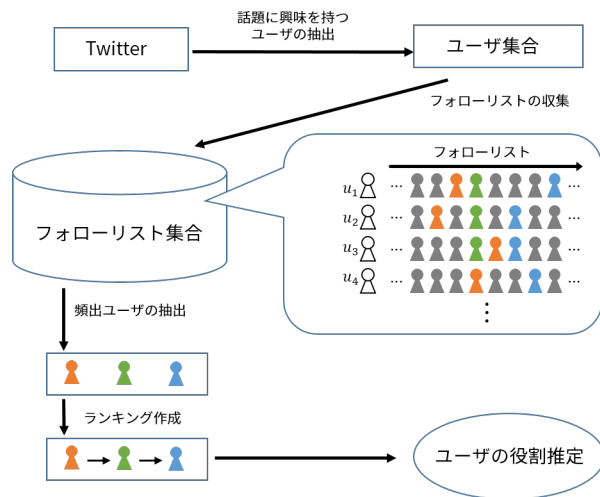 Twitter
話題に興味を持つ
ユーザの抽出
ユーザ集合
フォローリストの収集
フォローリスト集合
フォローリスト
u₁ … …
u₂ … …
u₃ … …
u₄ … …
⋮
頻出ユーザの抽出
ランキング作成
ユーザの役割推定